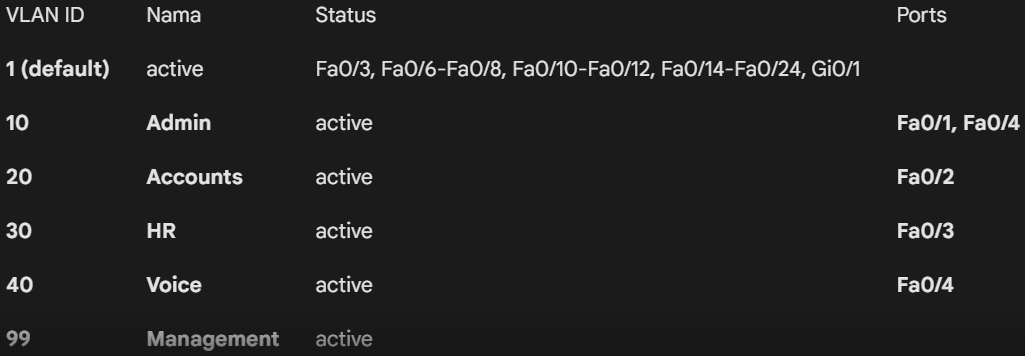 VLAN ID Nama Status Ports
1 (default) active Fa0/3, Fa0/6-Fa0/8, Fa0/10-Fa0/12, Fa0/14-Fa0/24, Gi0/1
10 Admin active Fa0/1, Fa0/4
20 Accounts active Fa0/2
30 HR active Fa0/3
40 Voice active Fa0/4
99 Management active